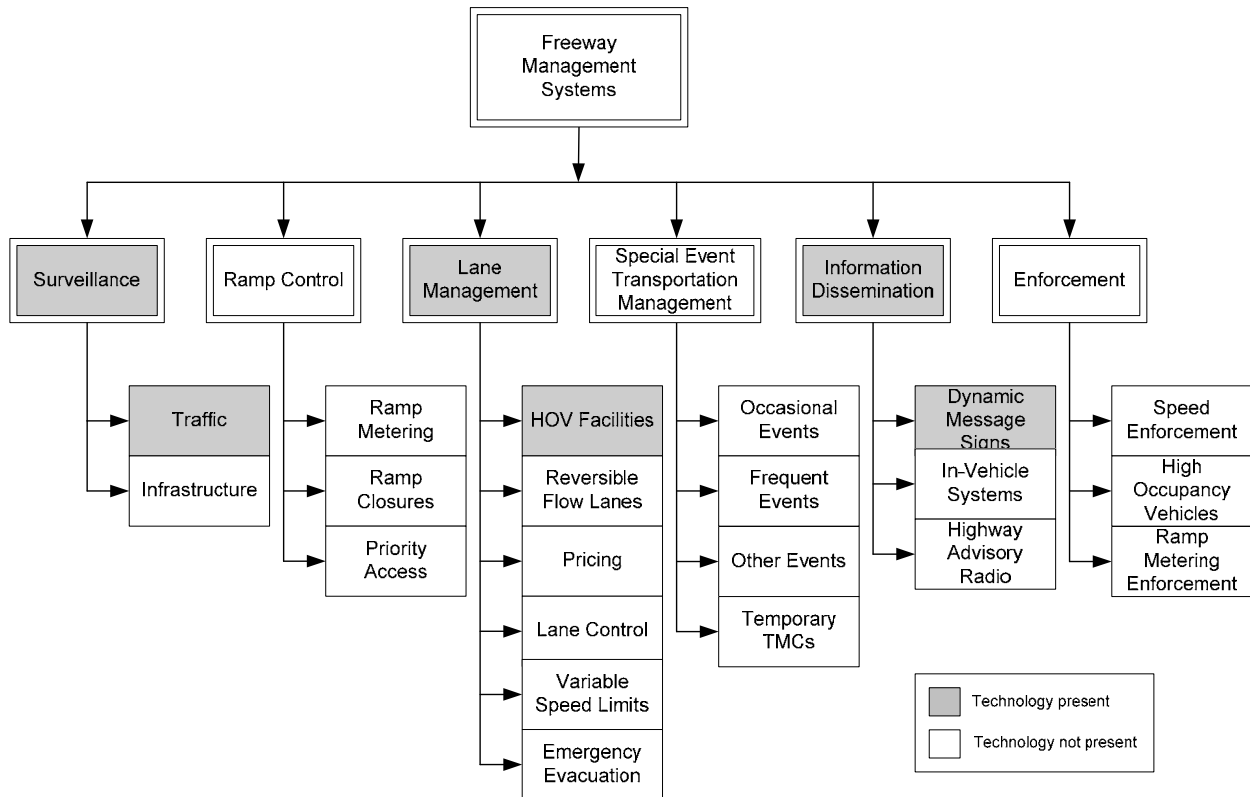 Freeway
Management
Systems
Surveillance
Ramp Control
Lane
Management
Special Event
Transportation
Management
Information
Dissemination
Enforcement
Traffic
Infrastructure
Ramp
Metering
Ramp
Closures
Priority
Access
HOV Facilities
Reversible
Flow Lanes
Pricing
Lane Control
Variable
Speed Limits
Emergency
Evacuation
Occasional
Events
Frequent
Events
Other Events
Temporary
TMCs
Dynamic
Message
Signs
In-Vehicle
Systems
Highway
Advisory
Radio
Speed
Enforcement
High
Occupancy
Vehicles
Ramp
Metering
Enforcement
Technology present
Technology not present